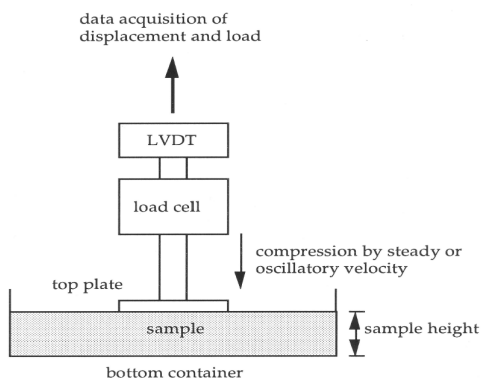 data acquisition of
displacement and load
LVDT
load cell
compression by steady or
oscillatory velocity
top plate
sample
sample height
bottom container